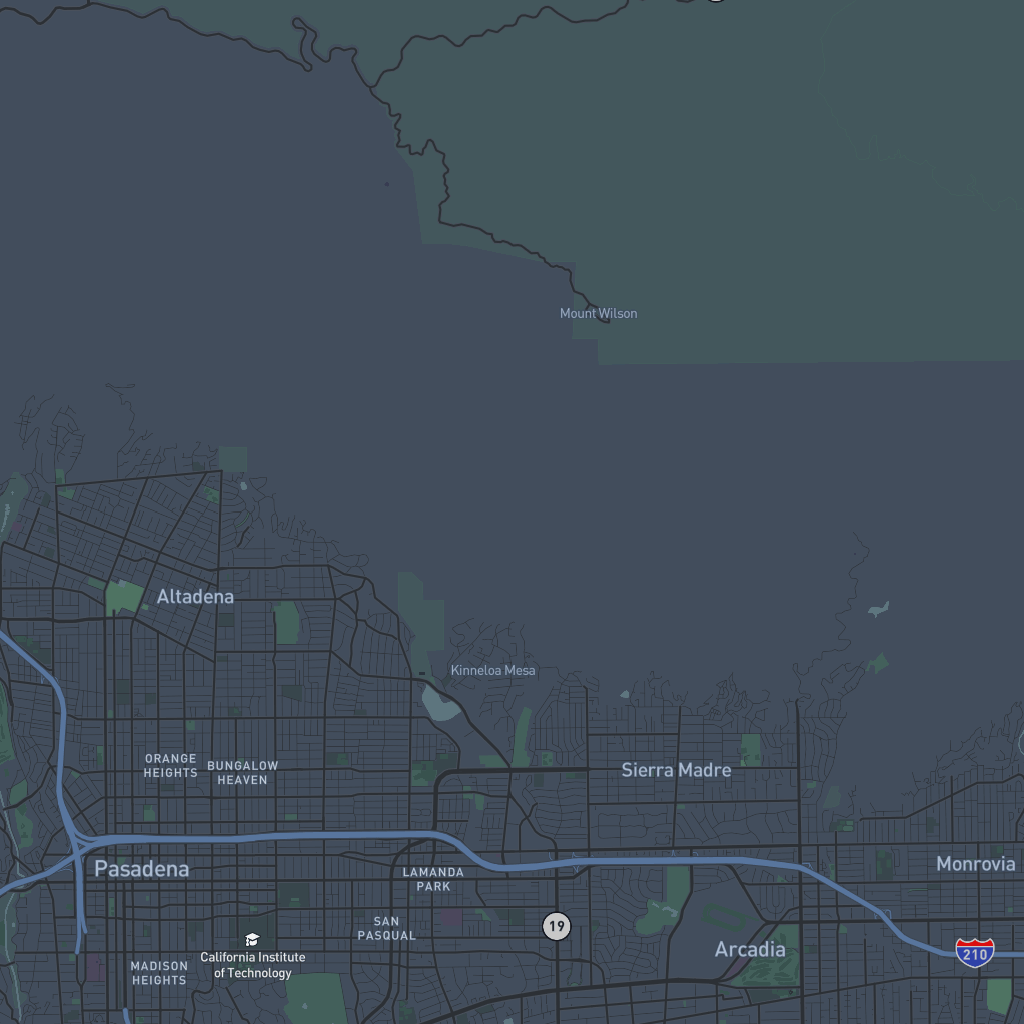 Mount Wilson
Altadena
Kinneloa Mesa
ORANGE
HEIGHTS
BUNGALOW
HEAVEN
Sierra Madre
Pasadena
LAMANDA
PARK
Monrovia
SAN
PASQUAL
19
Arcadia
210
California Institute
of Technology
MADISON
HEIGHTS